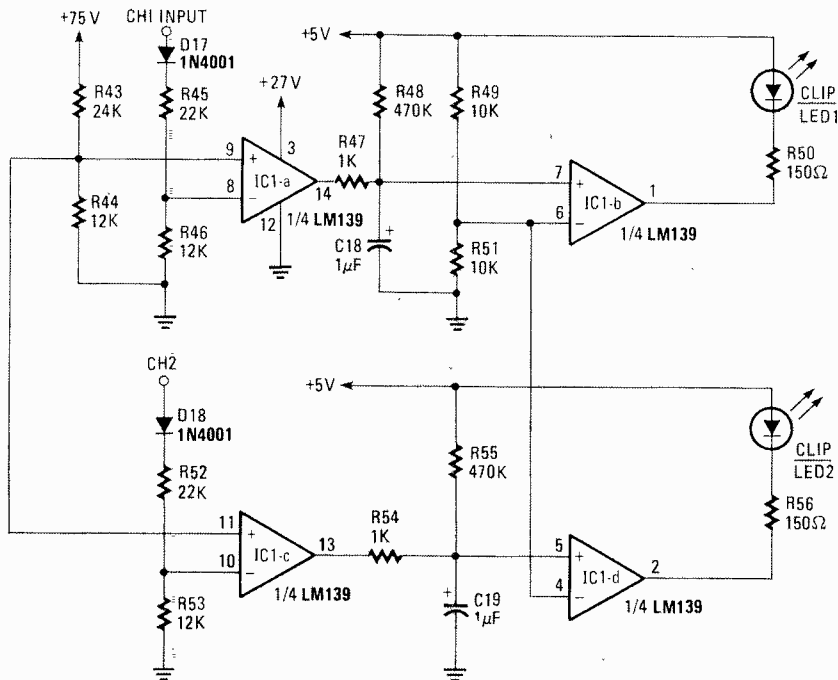 +75 V
CH1 INPUT
D17
1N4001
+5V
R43
24K
R45
22K
+27V
R48
470K
R49
10K
CLIP
LED1
R47
1K
9
+
3
IC1-a
8
−
14
12
1/4 LM139
R44
12K
R46
12K
C18
1µF
+
R51
10K
7
+
IC1-b
6
−
1
1/4 LM139
R50
150Ω
CH2
D18
1N4001
+5V
R52
22K
R55
470K
CLIP
LED2
R54
1K
11
+
IC1-c
10
−
13
1/4 LM139
R53
12K
+
C19
1µF
5
+
IC1-d
4
−
2
1/4 LM139
R56
150Ω